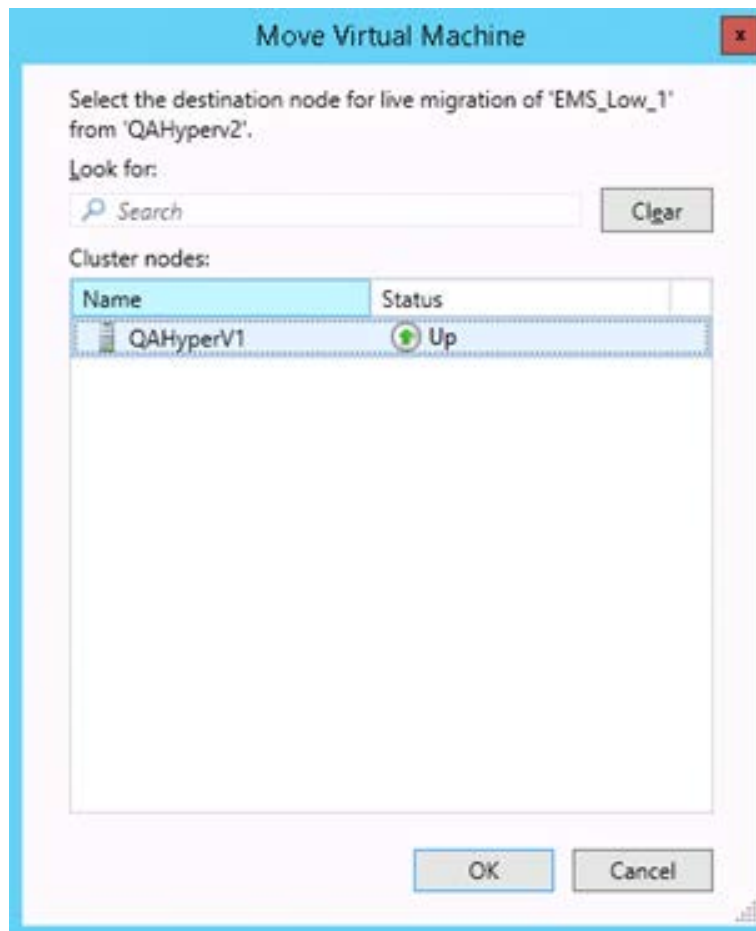 Move Virtual Machine
x
Select the destination node for live migration of 'EMS_Low_1'
from 'QAHyperv2'.
Look for:
Search
Clear
Cluster nodes:
Name Status
QAHyperV1 Up
OK Cancel